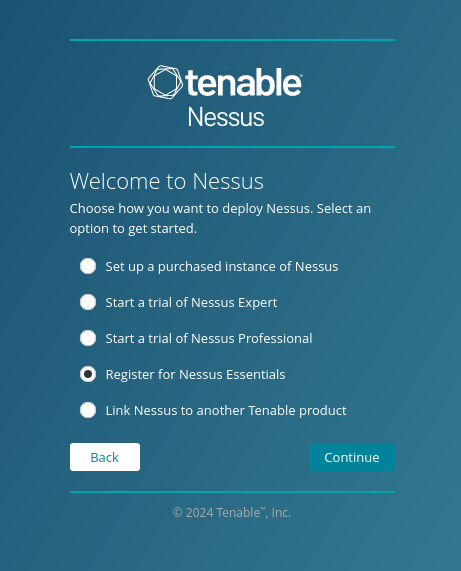 tenable
Nessus
Welcome to Nessus
Choose how you want to deploy Nessus. Select an
option to get started.
Set up a purchased instance of Nessus
Start a trial of Nessus Expert
Start a trial of Nessus Professional
Register for Nessus Essentials
Link Nessus to another Tenable product
Back
Continue
© 2024 Tenable™, Inc.